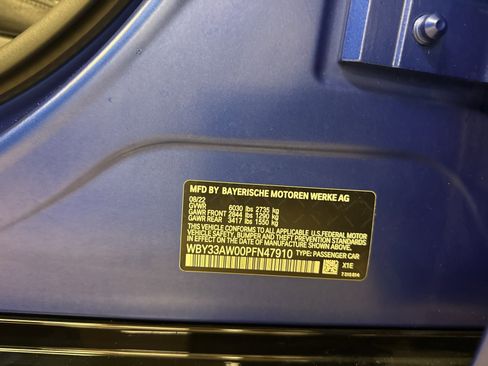 MFD BY BAYERISCHE MOTOREN WERKE AG
08/22
GVWR 6030 lbs 2735 kg
GAWR FRONT 2844 lbs 1290 kg
GAWR REAR 3417 lbs 1550 kg
THIS VEHICLE CONFORMS TO ALL APPLICABLE U.S.FEDERAL MOTOR
VEHICLE SAFETY, BUMPER AND THEFT PREVENTION STANDARDS
IN EFFECT ON THE DATE OF MANUFACTURE SHOWN ABOVE.
WBY33AW00PFN47910 TYPE: PASSENGER CAR
X1E